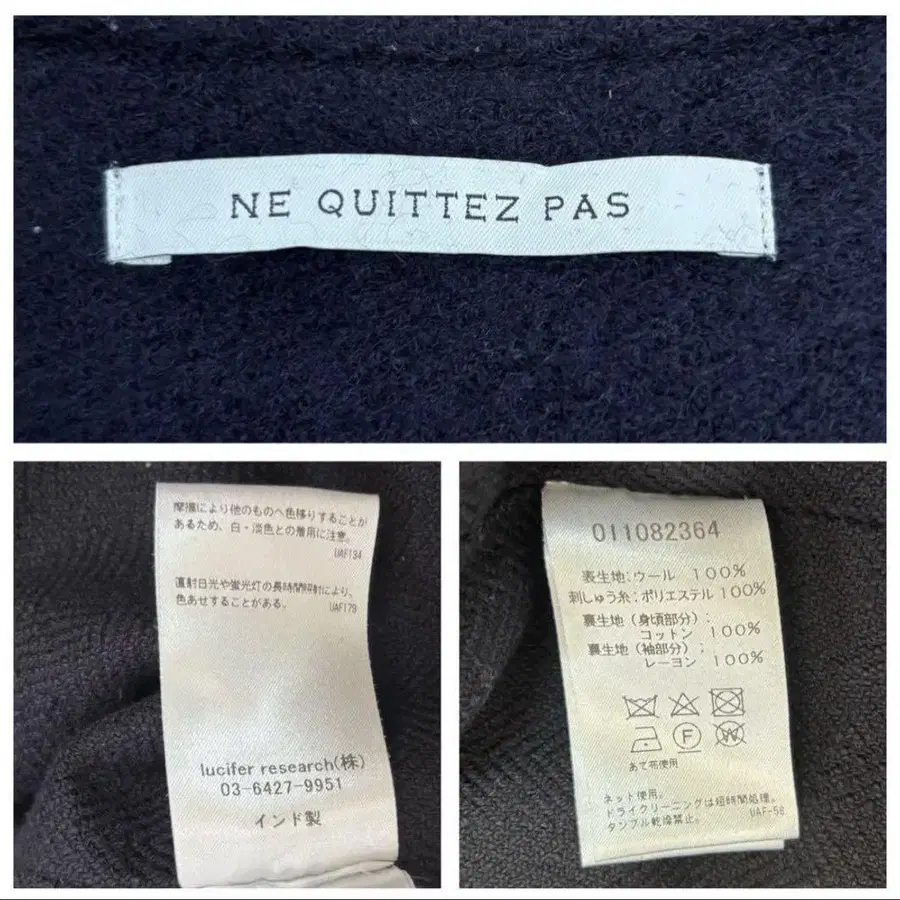 NE QUITTEZ PAS
摩擦により他のものへ色移りすることが
あるため、白・淡色との着用に注意。
UAF134
直射日光や蛍光灯の長時間照射により、
色あせすることがある。
UAF179
lucifer research(株)
03-6427-9951
インド製
011082364
表生地:ウール 100%
刺しゅう糸:ポリエステル 100%
裏生地(身頃部分):
コットン 100%
裏生地(袖部分):
レーヨン 100%
F
W
あて布使用
ネット使用。
ドライクリーニングは短時間処理。
タンブル乾燥禁止。 UAF-56